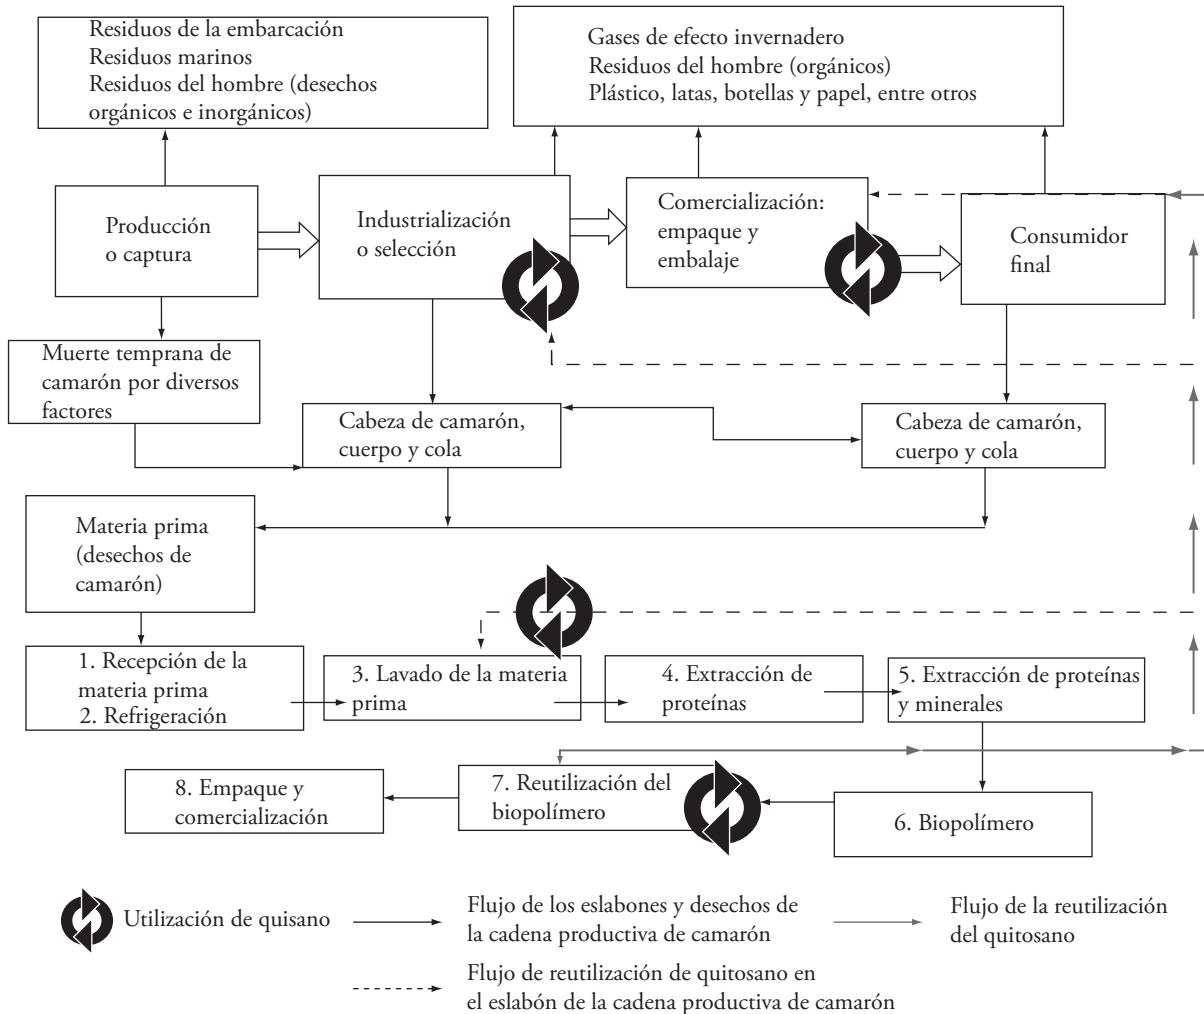 Residuos de la embarcación
Residuos marinos
Residuos del hombre (desechos
orgánicos e inorgánicos)
Gases de efecto invernadero
Residuos del hombre (orgánicos)
Plástico, latas, botellas y papel, entre otros
Producción
o captura
Industrialización
o selección
Comercialización:
empaque y
embalaje
Consumidor
final
Muerte temprana de
camarón por diversos
factores
Cabeza de camarón,
cuerpo y cola
Cabeza de camarón,
cuerpo y cola
Materia prima
(desechos de
camarón)
1. Recepción de la
materia prima
2. Refrigeración
3. Lavado de la materia
prima
4. Extracción de
proteínas
5. Extracción de proteínas
y minerales
8. Empaque y
comercialización
7. Reutilización del
biopolímero
6. Biopolímero
Utilización de quisano
Flujo de los eslabones y desechos de
la cadena productiva de camarón
Flujo de la reutilización
del quitosano
Flujo de reutilización de quitosano en
el eslabón de la cadena productiva de camarón